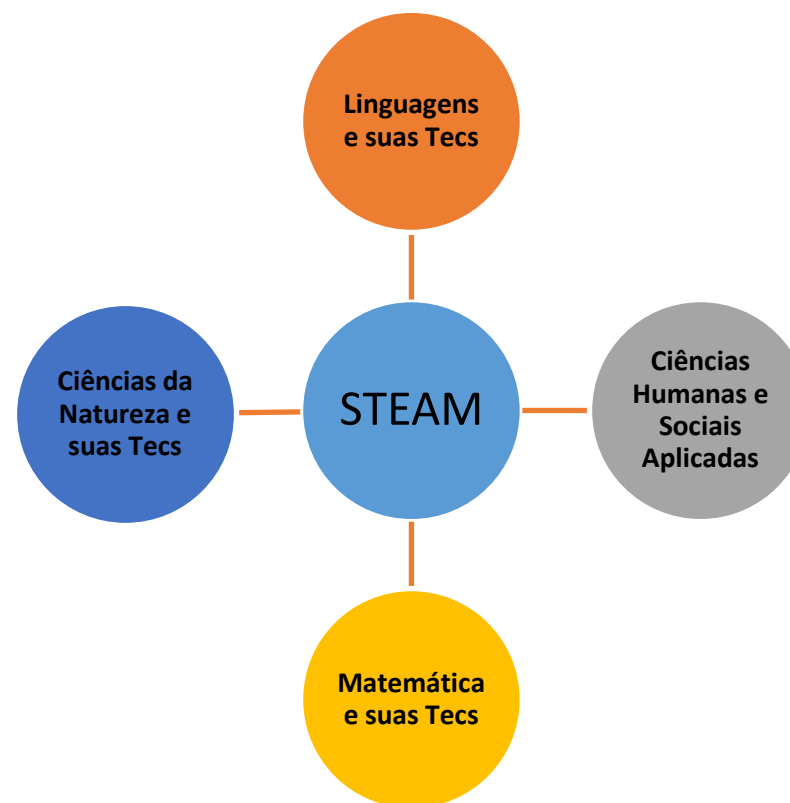 Linguagens
e suas Tecs
Ciências da
Natureza e
suas Tecs
STEAM
Ciências
Humanas e
Sociais
Aplicadas
Matemática
e suas Tecs